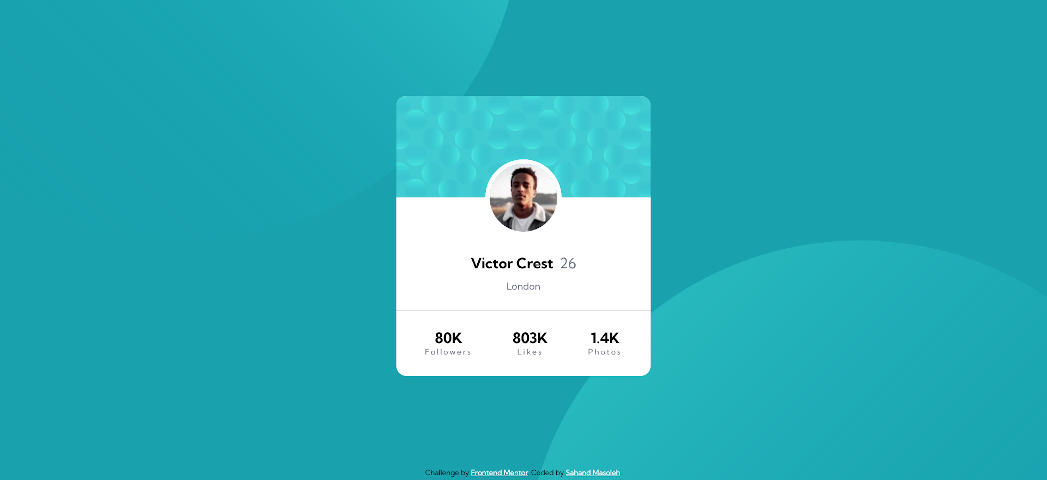 Victor Crest 26
London
80K 803K 1.4K
Followers Likes Photos
Challenge by Frontend Mentor. Coded by Sahand Masoleh